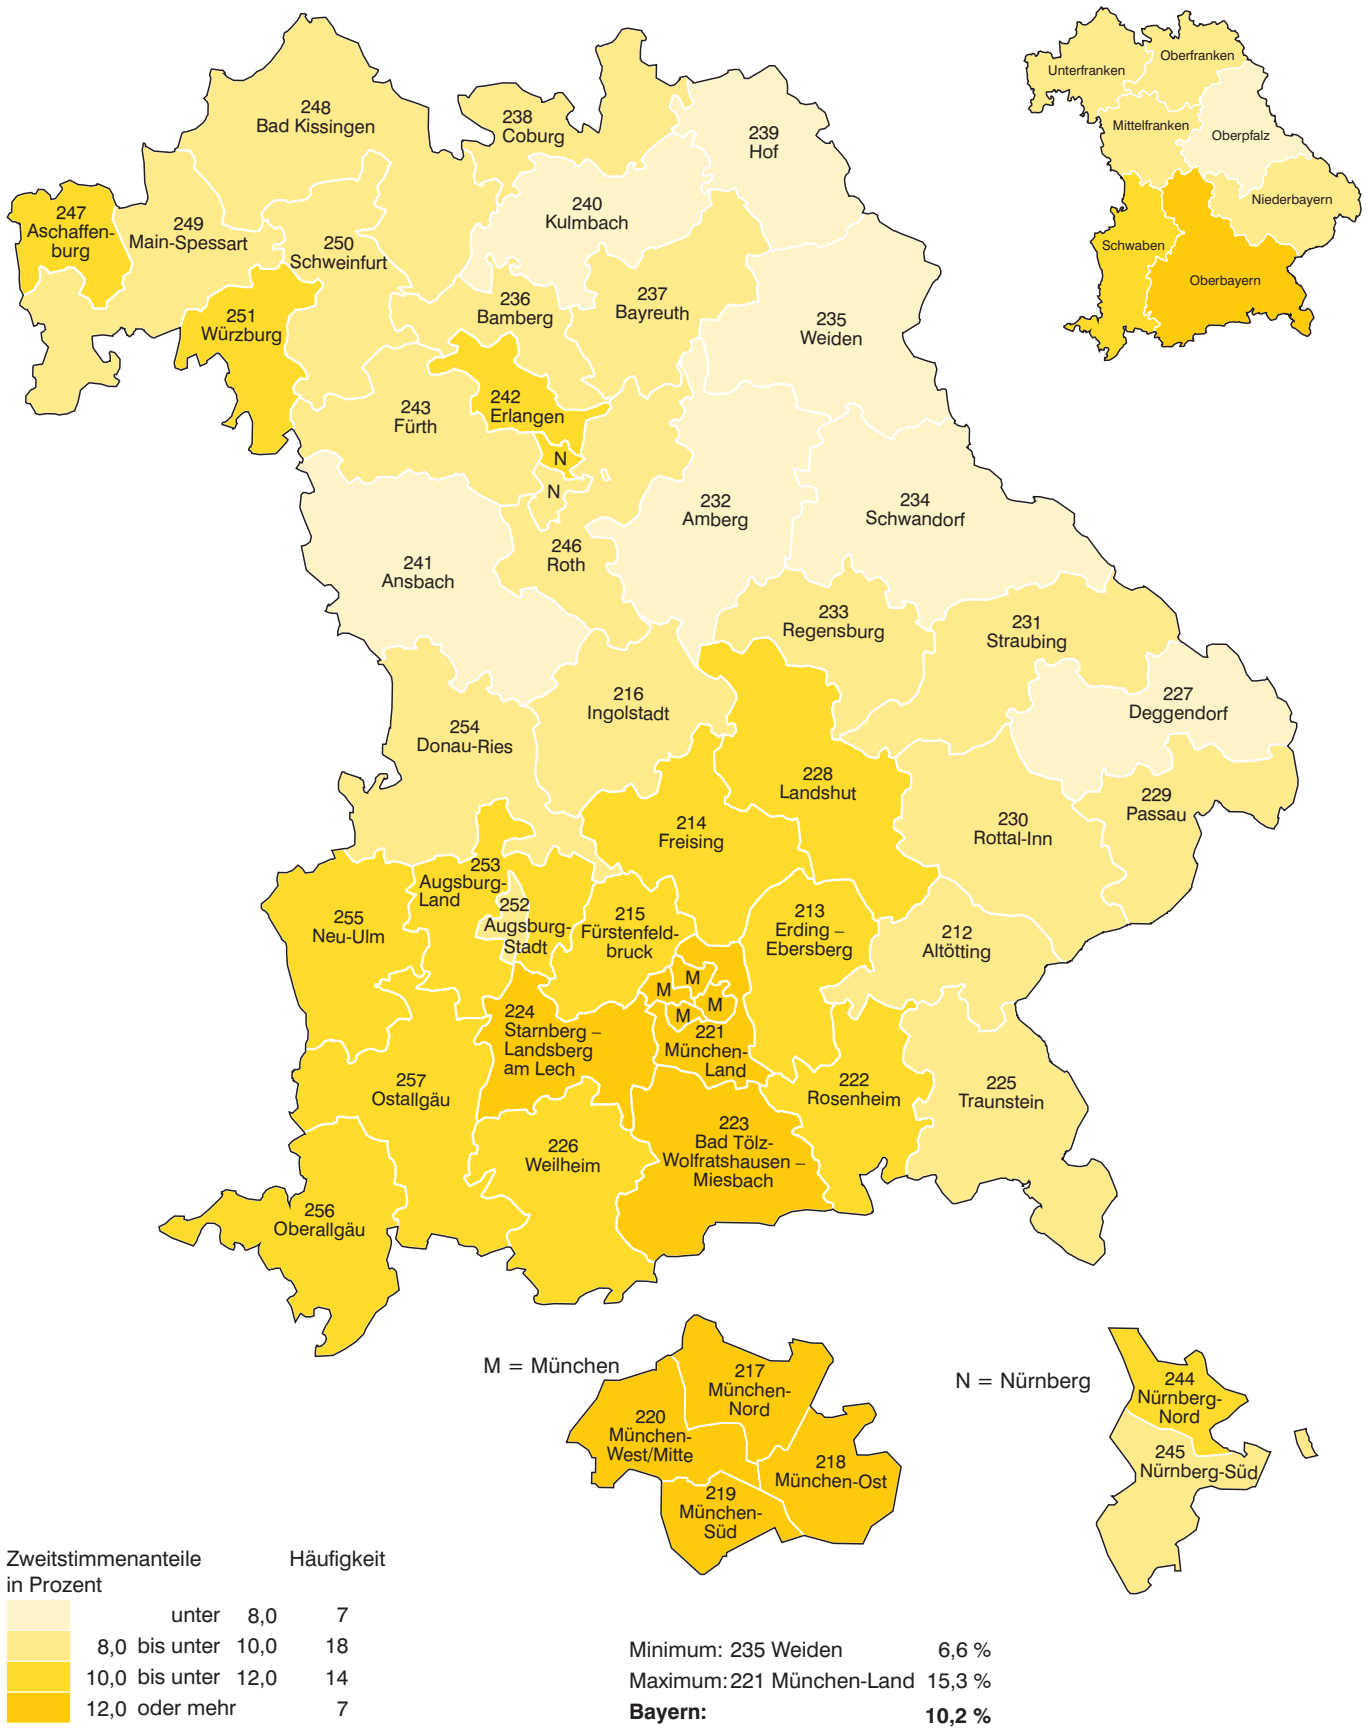 248
Bad Kissingen
238
Coburg
239
Hof
247
Aschaffen-
burg
249
Main-Spessart
250
Schweinfurt
240
Kulmbach
251
Würzburg
236
Bamberg
237
Bayreuth
235
Weiden
243
Fürth
242
Erlangen
N
N
232
Amberg
234
Schwandorf
241
Ansbach
246
Roth
233
Regensburg
231
Straubing
216
Ingolstadt
227
Deggendorf
254
Donau-Ries
228
Landshut
229
Passau
214
Freising
230
Rottal-Inn
253
Augsburg-
Land
252
Augsburg-
Stadt
255
Neu-Ulm
215
Fürstenfeld-
bruck
213
Erding –
Ebersberg
212
Altötting
M
M
M
M
224
Starnberg –
Landsberg
am Lech
221
München-
Land
257
Ostallgäu
222
Rosenheim
225
Traunstein
226
Weilheim
223
Bad Tölz-
Wolfratshausen –
Miesbach
256
Oberallgäu
Unterfranken
Oberfranken
Mittelfranken
Oberpfalz
Niederbayern
Schwaben
Oberbayern
M = München
217
München-
Nord
220
München-
West/Mitte
218
München-Ost
219
München-
Süd
N = Nürnberg
244
Nürnberg-
Nord
245
Nürnberg-Süd
Zweitstimmenanteile Häufigkeit
in Prozent
unter 8,0 7
8,0 bis unter 10,0 18
10,0 bis unter 12,0 14
12,0 oder mehr 7
Minimum: 235 Weiden 6,6 %
Maximum: 221 München-Land 15,3 %
Bayern: 10,2 %